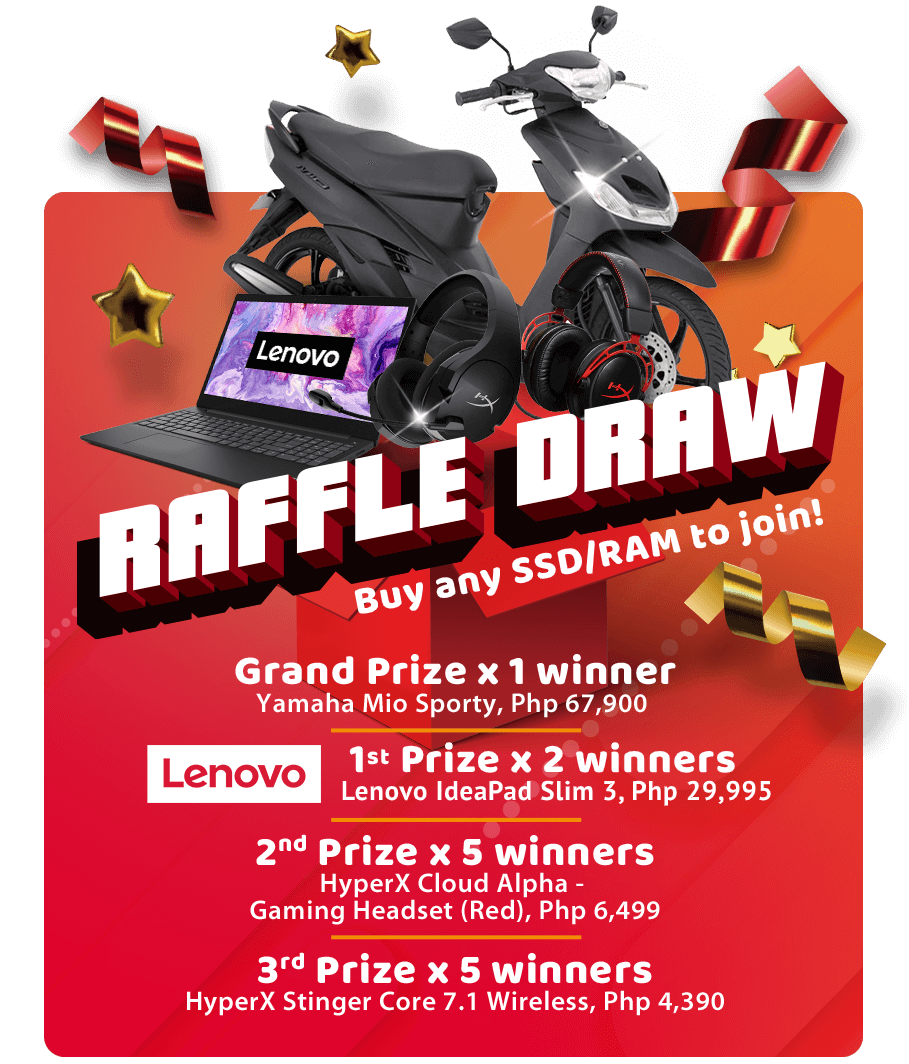 Lenovo
RAFFLE DRAW
Buy any SSD/RAM to join!
Grand Prize x 1 winner
Yamaha Mio Sporty, Php 67,900
Lenovo
1st Prize x 2 winners
Lenovo IdeaPad Slim 3, Php 29,995
2nd Prize x 5 winners
HyperX Cloud Alpha -
Gaming Headset (Red), Php 6,499
3rd Prize x 5 winners
HyperX Stinger Core 7.1 Wireless, Php 4,390